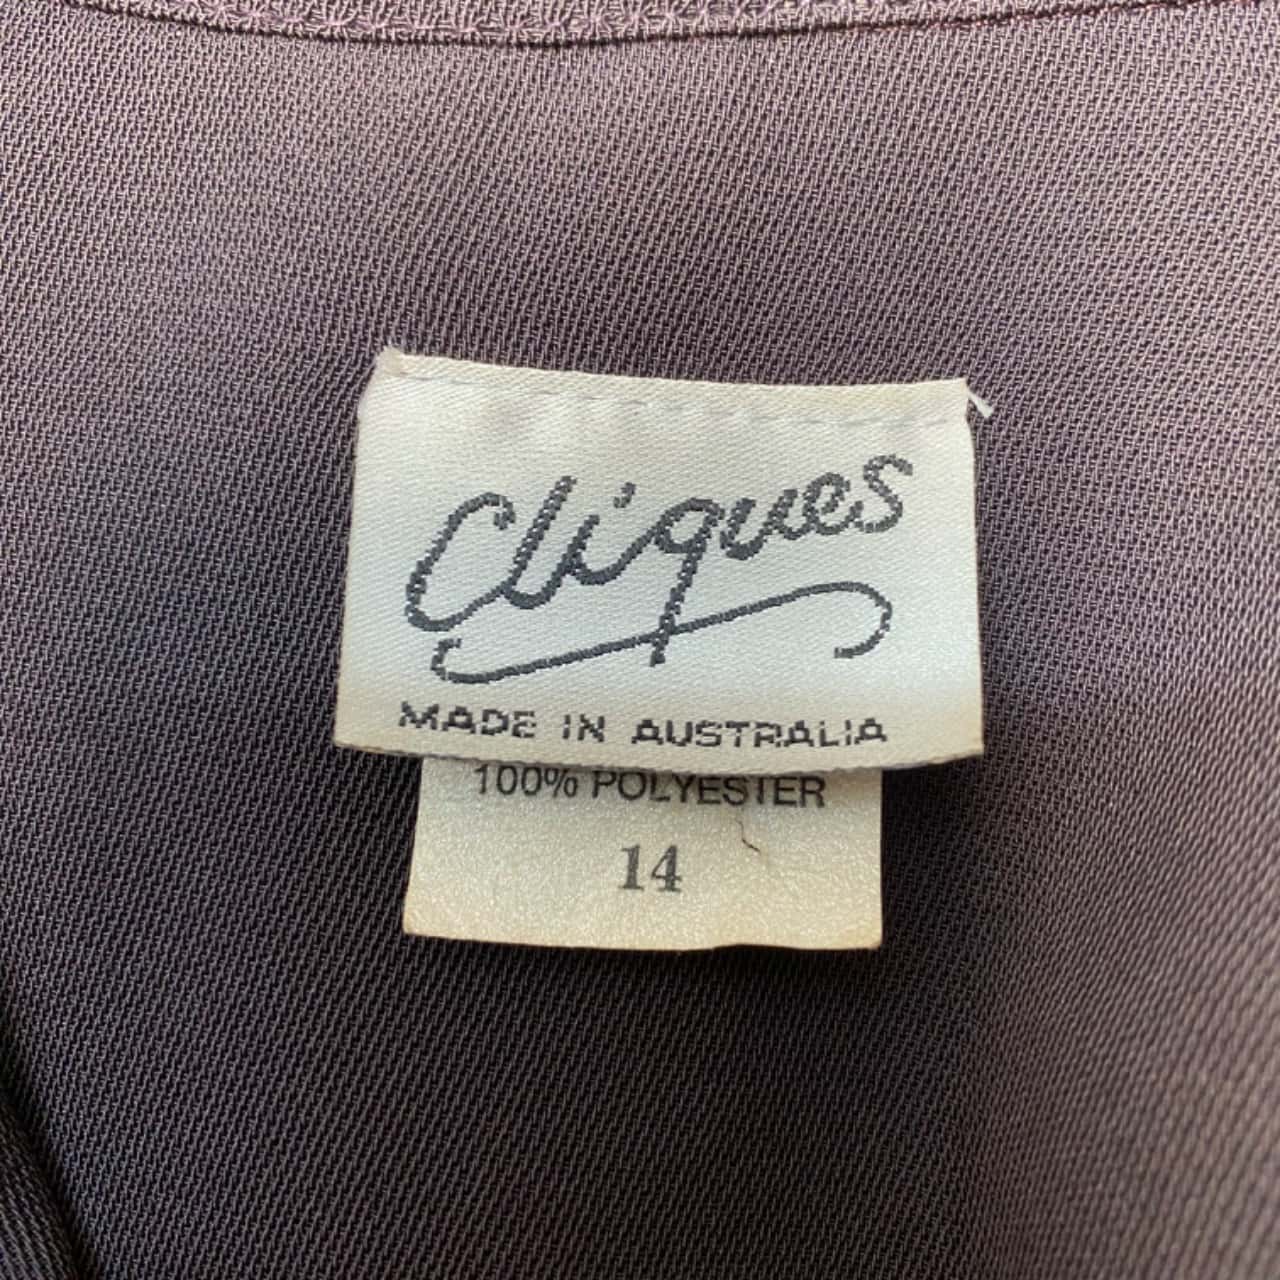 Cliques
MADE IN AUSTRALIA
100% POLYESTER
14